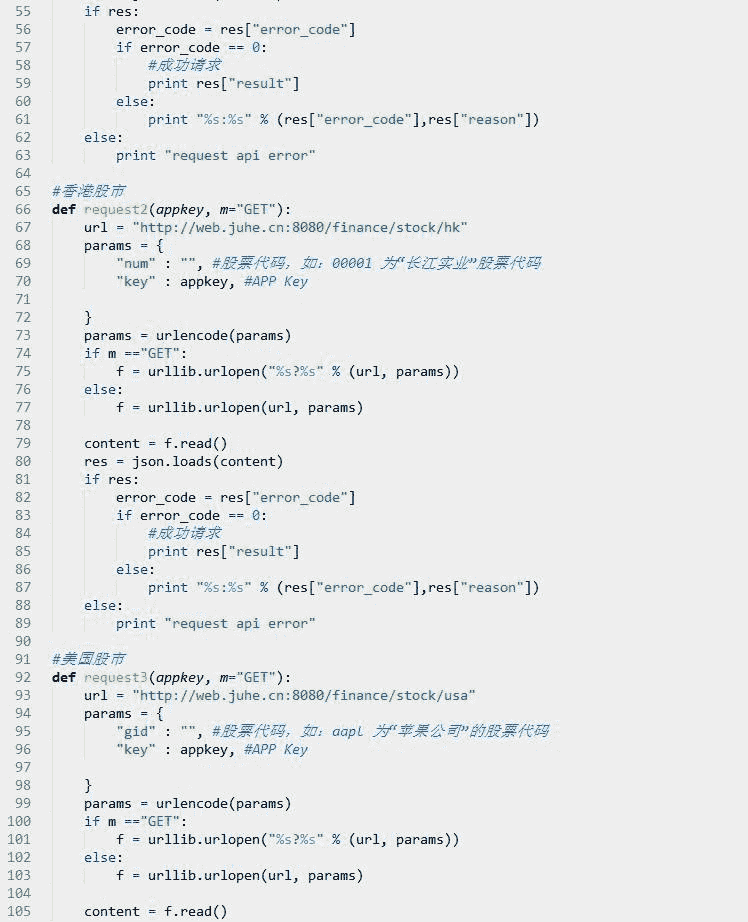 55 if res:
56 error_code = res["error_code"]
57 if error_code == 0:
58 #成功请求
59 print res["result"]
60 else:
61 print "%s:%s" % (res["error_code"],res["reason"])
62 else:
63 print "request api error"
64
65 #香港股市
66 def request2(appkey, m="GET"):
67 url = "http://web.juhe.cn:8080/finance/stock/hk"
68 params = {
69 "num" : "", #股票代码，如：00001 为“长江实业”股票代码
70 "key" : appkey, #APP Key
71
72 }
73 params = urlencode(params)
74 if m =="GET":
75 f = urllib.urlopen("%s?%s" % (url, params))
76 else:
77 f = urllib.urlopen(url, params)
78
79 content = f.read()
80 res = json.loads(content)
81 if res:
82 error_code = res["error_code"]
83 if error_code == 0:
84 #成功请求
85 print res["result"]
86 else:
87 print "%s:%s" % (res["error_code"],res["reason"])
88 else:
89 print "request api error"
90
91 #美国股市
92 def request3(appkey, m="GET"):
93 url = "http://web.juhe.cn:8080/finance/stock/usa"
94 params = {
95 "gid" : "", #股票代码，如：aapl 为“苹果公司”的股票代码
96 "key" : appkey, #APP Key
97
98 }
99 params = urlencode(params)
100 if m =="GET":
101 f = urllib.urlopen("%s?%s" % (url, params))
102 else:
103 f = urllib.urlopen(url, params)
104
105 content = f.read()